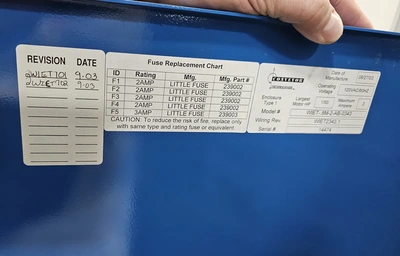 REVISION DATE
9.03
9.03
Fuse Replacement Chart
ID Rating Mfg. Mfg. Part #
F1 2AMP LITTLE FUSE 239002
F2 2AMP LITTLE FUSE 239002
F3 2AMP LITTLE FUSE 239002
F4 2AMP LITTLE FUSE 239002
F5 3AMP LITTLE FUSE 239003
CAUTION: To reduce the risk of fire, replace only
with same type and rating fuse or equivalent
Date of
Manufacture
Enclosure
Type 1
Operating
Voltage
120VAC/60HZ
Largest
Motor HP
Maximum
Ampere
Model #
Wiring Rev.
Serial #